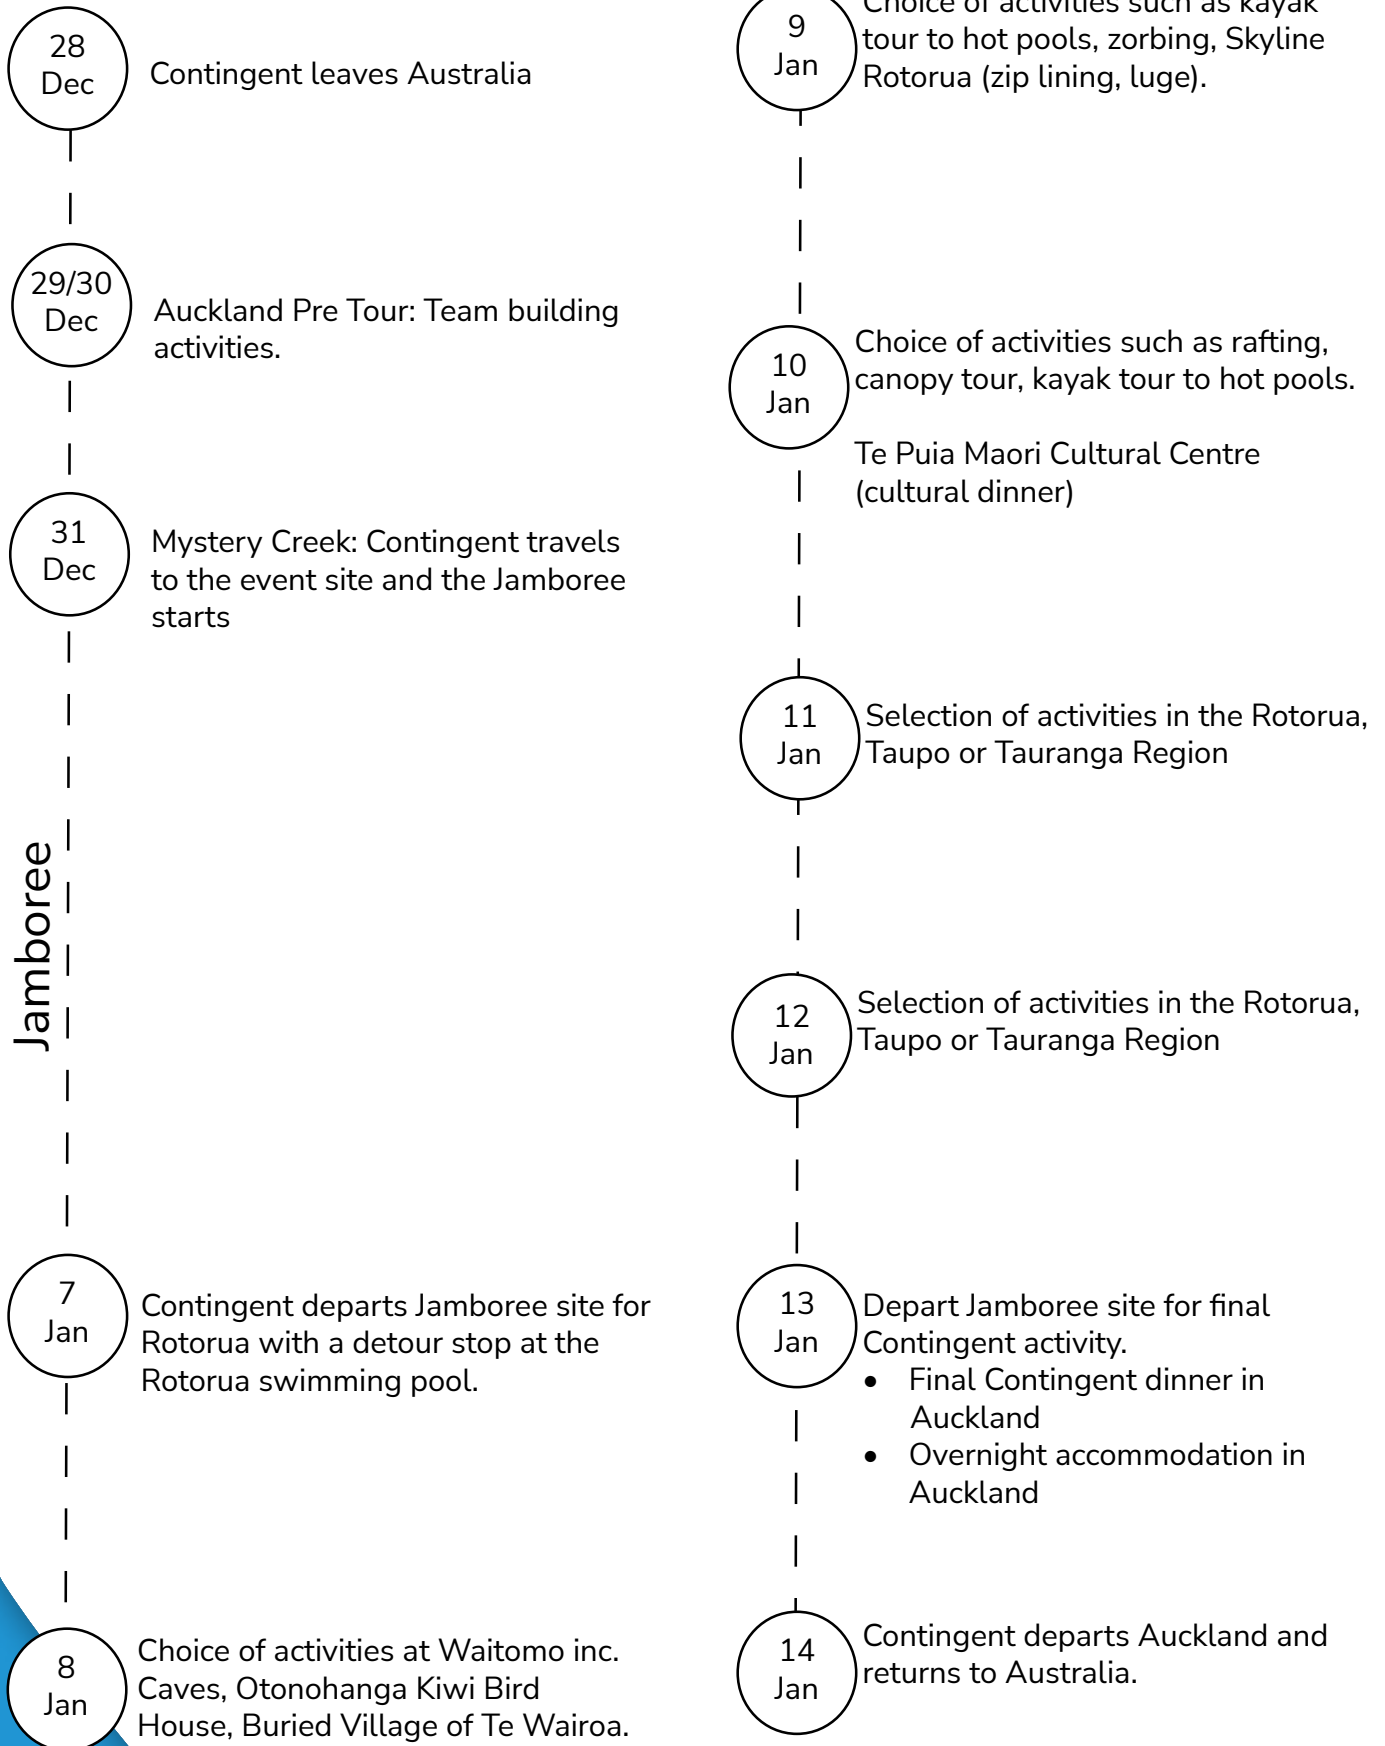 28
Dec
Contingent leaves Australia
29/30
Dec
Auckland Pre Tour: Team building
activities.
31
Dec
Mystery Creek: Contingent travels
to the event site and the Jamboree
starts
Jamboree
7
Jan
Contingent departs Jamboree site for
Rotorua with a detour stop at the
Rotorua swimming pool.
8
Jan
Choice of activities at Waitomo inc.
Caves, Otonohanga Kiwi Bird
House, Buried Village of Te Wairoa.
9
Jan
Choice of activities such as kayak
tour to hot pools, zorbing, Skyline
Rotorua (zip lining, luge).
10
Jan
Choice of activities such as rafting,
canopy tour, kayak tour to hot pools.
Te Puia Maori Cultural Centre
(cultural dinner)
11
Jan
Selection of activities in the Rotorua,
Taupo or Tauranga Region
12
Jan
Selection of activities in the Rotorua,
Taupo or Tauranga Region
13
Jan
Depart Jamboree site for final
Contingent activity.
• Final Contingent dinner in
Auckland
• Overnight accommodation in
Auckland
14
Jan
Contingent departs Auckland and
returns to Australia.